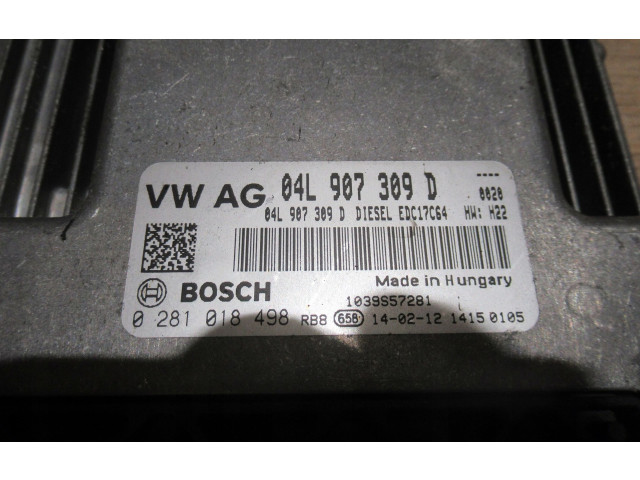 VW AG 04L 907 309 D ----
0020
04L 907 309 D DIESEL EDC17C64 HW: H22
Made in Hungary
BOSCH 1039S57281
0 281 018 498 RB8 658 14-02-12 1415 0105